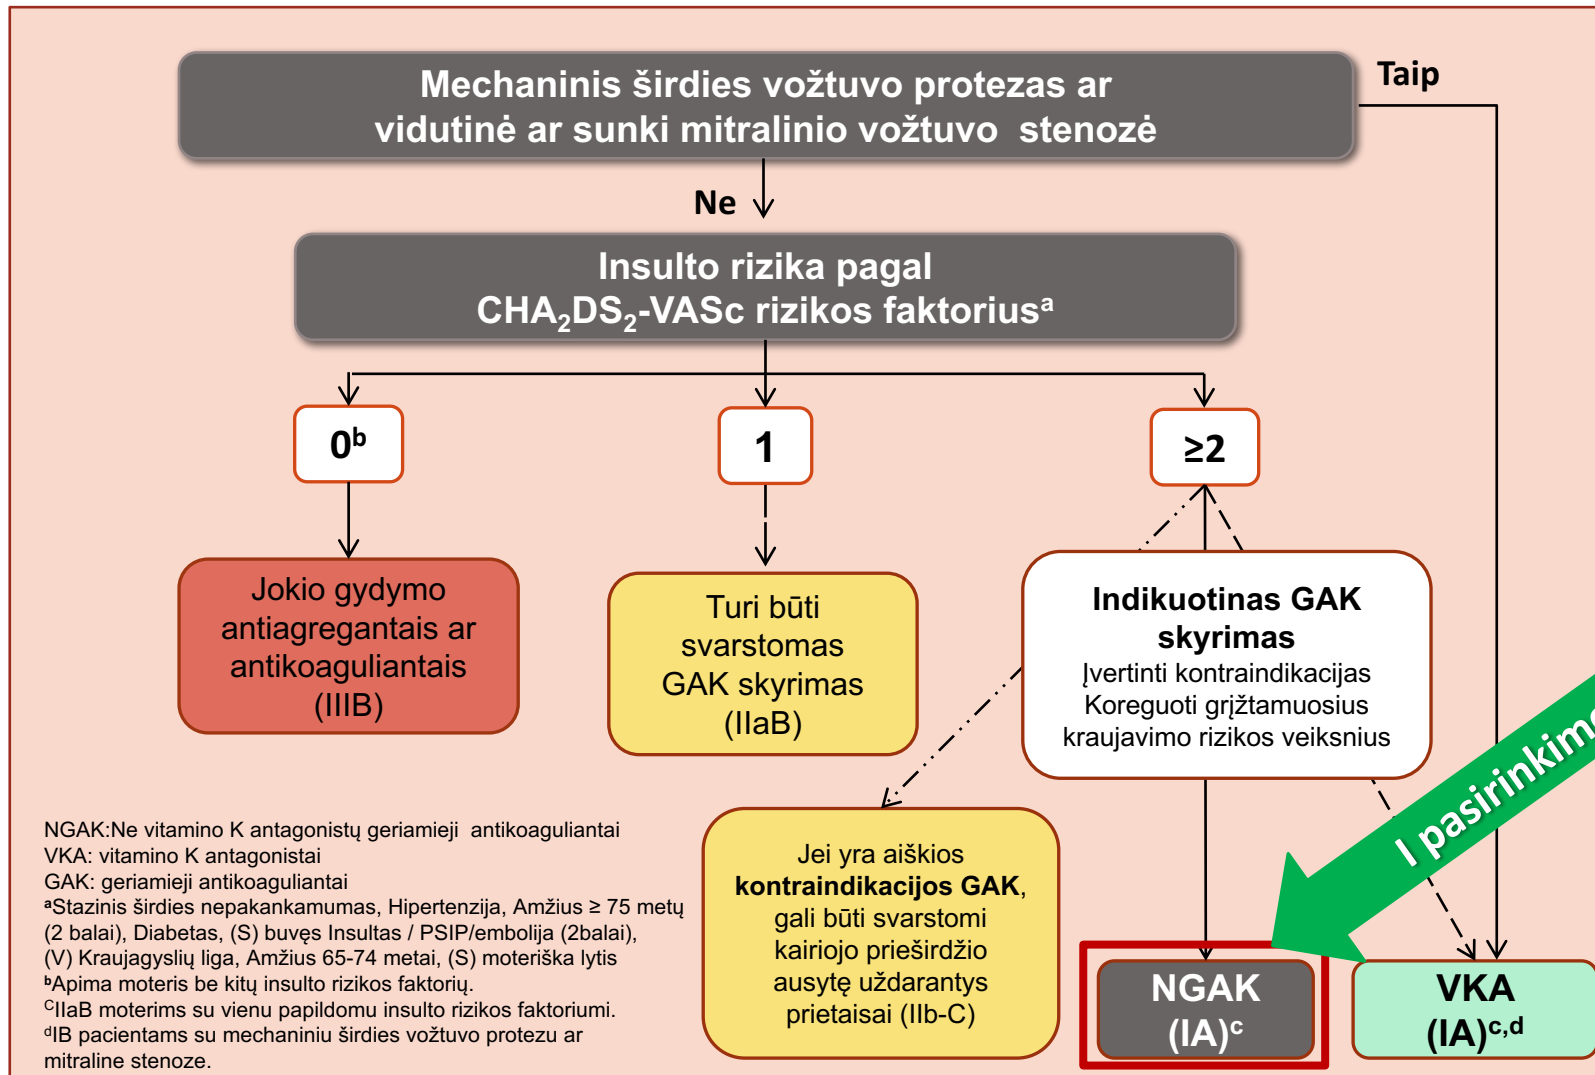 Mechaninis širdies vožtuvo protezas ar
vidutinė ar sunki mitralinio vožtuvo stenozė
Taip
Ne
Insulto rizika pagal
CHA₂DS₂-VASc rizikos faktoriusᵃ
0ᵇ
1
≥2
Jokio gydymo
antiagregantais ar
antikoaguliantais
(IIIB)
Turi būti
svarstomas
GAK skyrimas
(IIaB)
Indikuotinas GAK
skyrimas
Įvertinti kontraindikacijas
Koreguoti grįžtamuosius
kraujavimo rizikos veiksnius
I pasirinkimo
Jei yra aiškios
kontraindikacijos GAK,
gali būti svarstomi
kairiojo prieširdžio
ausytę uždarantys
prietaisai (IIb-C)
NGAK
(IA)ᶜ
VKA
(IA)ᶜ,ᵈ
NGAK:Ne vitamino K antagonistų geriamieji antikoaguliantai
VKA: vitamino K antagonistai
GAK: geriamieji antikoaguliantai
ᵃStazinis širdies nepakankamumas, Hipertenzija, Amžius ≥ 75 metų
(2 balai), Diabetas, (S) buvęs Insultas / PSIP/embolija (2balai),
(V) Kraujagyslių liga, Amžius 65-74 metai, (S) moteriška lytis
ᵇApima moteris be kitų insulto rizikos faktorių.
ᶜIIaB moterims su vienu papildomu insulto rizikos faktoriumi.
ᵈIB pacientams su mechaniniu širdies vožtuvo protezu ar
mitraline stenoze.